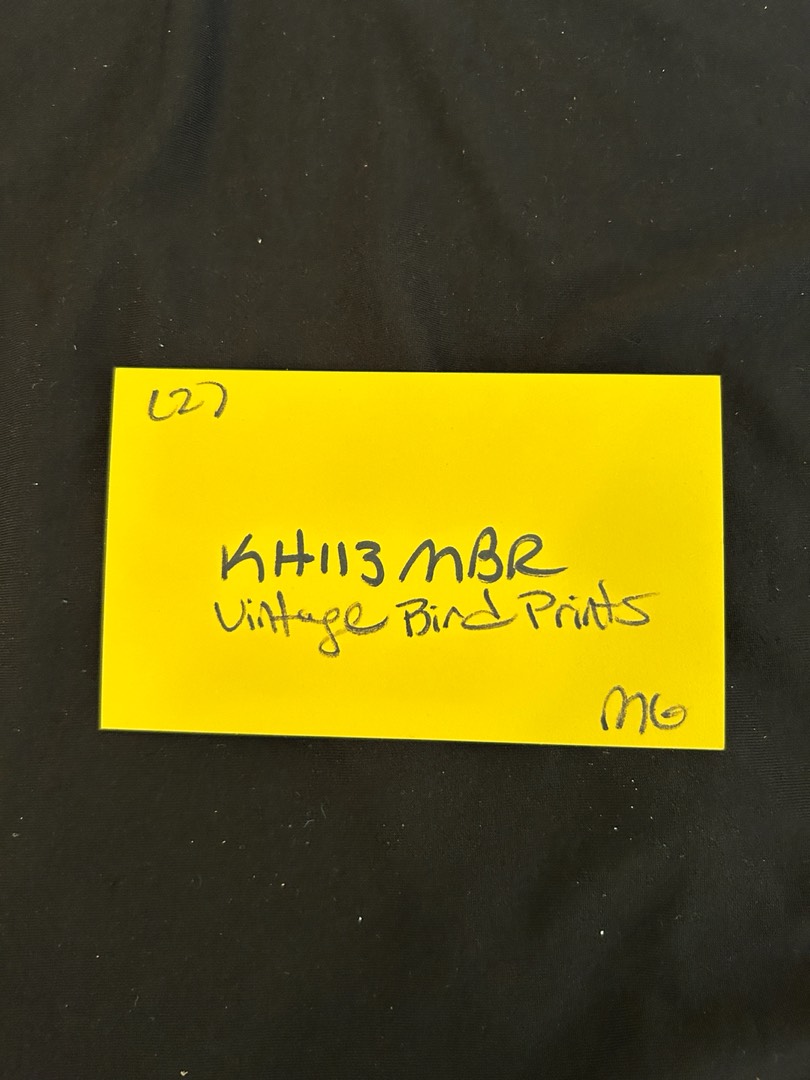 L27
KH113 MBR
Vintage Bird Prints
MG